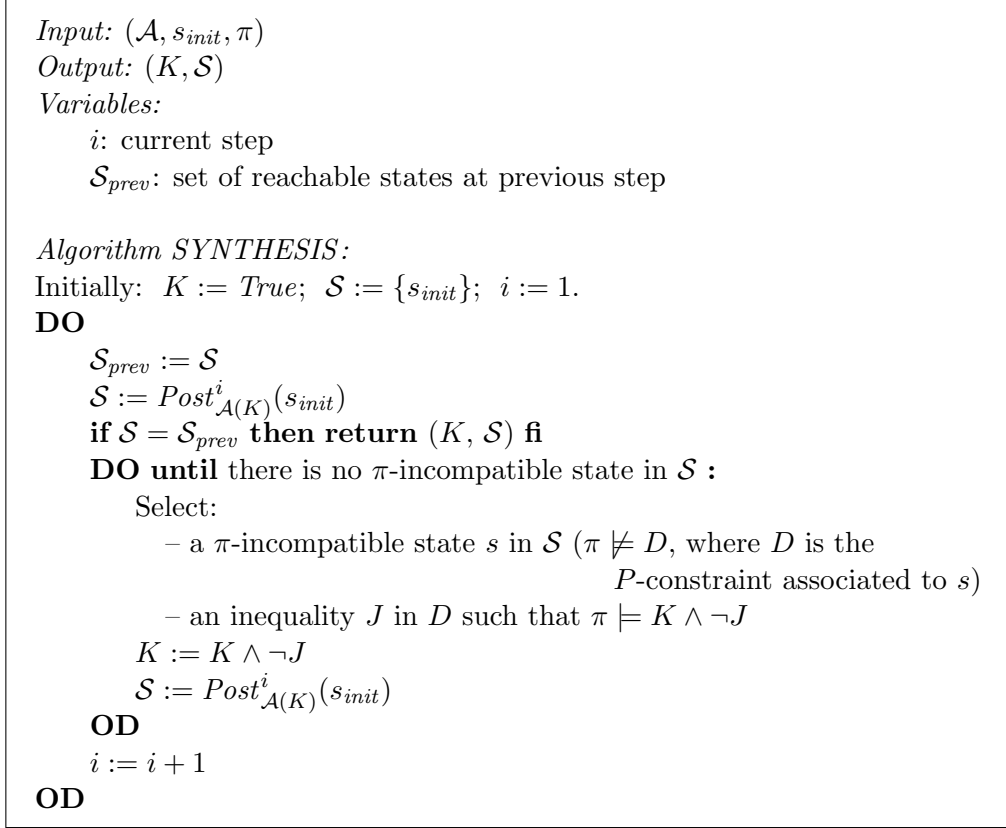 Input: (𝒜, s_init, π)
Output: (K, 𝒮)
Variables:
i: current step
𝒮_prev: set of reachable states at previous step
Algorithm SYNTHESIS:
Initially: K := True; 𝒮 := {s_init}; i := 1.
DO
𝒮_prev := 𝒮
𝒮 := Post^i_𝒜(K)(s_init)
if 𝒮 = 𝒮_prev then return (K, 𝒮) fi
DO until there is no π-incompatible state in 𝒮 :
Select:
– a π-incompatible state s in 𝒮 (π ⊭ D, where D is the
P-constraint associated to s)
– an inequality J in D such that π ⊨ K ∧ ¬J
K := K ∧ ¬J
𝒮 := Post^i_𝒜(K)(s_init)
OD
i := i + 1
OD